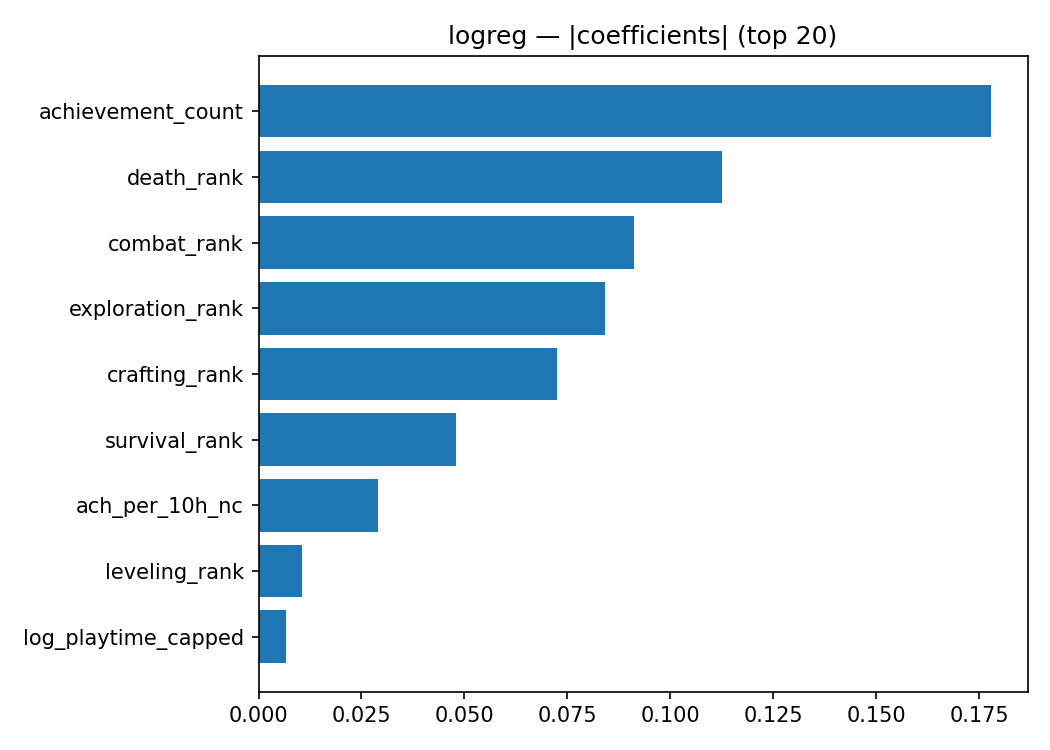 logreg — |coefficients| (top 20)
achievement_count
death_rank
combat_rank
exploration_rank
crafting_rank
survival_rank
ach_per_10h_nc
leveling_rank
log_playtime_capped
0.000 0.025 0.050 0.075 0.100 0.125 0.150 0.175